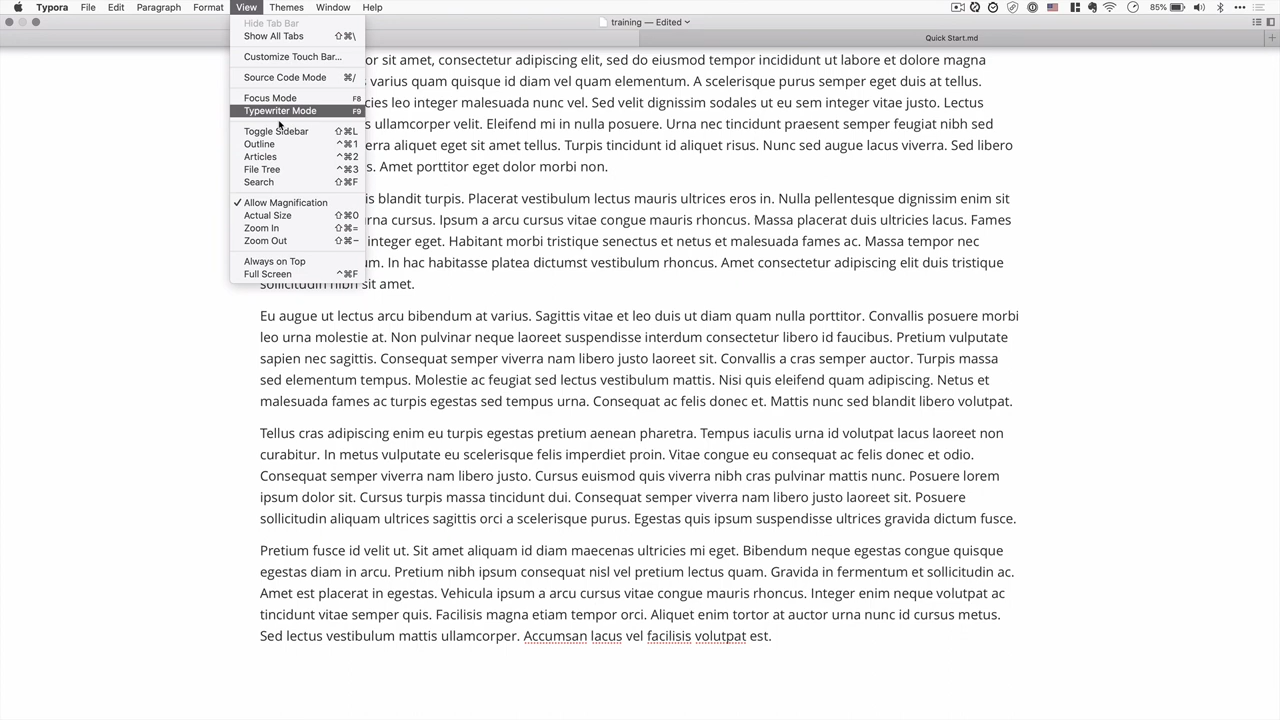 Typora File Edit Paragraph Format View Themes Window Help 85%
training — Edited
Quick Start.md
Hide Tab Bar
Show All Tabs ⇧⌘\
Customize Touch Bar...
Source Code Mode ⌘/
Focus Mode F8
Typewriter Mode F9
Toggle Sidebar ⇧⌘L
Outline ^⌘1
Articles ^⌘2
File Tree ^⌘3
Search ⇧⌘F
✓ Allow Magnification
Actual Size ⇧⌘0
Zoom In ⇧⌘=
Zoom Out ⇧⌘–
Always on Top
Full Screen ^⌘F
or sit amet, consectetur adipiscing elit, sed do eiusmod tempor incididunt ut labore et dolore magna
varius quam quisque id diam vel quam elementum. A scelerisque purus semper eget duis at tellus.
cies leo integer malesuada nunc vel. Sed velit dignissim sodales ut eu sem integer vitae justo. Lectus
s ullamcorper velit. Eleifend mi in nulla posuere. Urna nec tincidunt praesent semper feugiat nibh sed
erra aliquet eget sit amet tellus. Turpis tincidunt id aliquet risus. Nunc sed augue lacus viverra. Sed libero
s. Amet porttitor eget dolor morbi non.
is blandit turpis. Placerat vestibulum lectus mauris ultrices eros in. Nulla pellentesque dignissim enim sit
rna cursus. Ipsum a arcu cursus vitae congue mauris rhoncus. Massa placerat duis ultricies lacus. Fames
integer eget. Habitant morbi tristique senectus et netus et malesuada fames ac. Massa tempor nec
um. In hac habitasse platea dictumst vestibulum rhoncus. Amet consectetur adipiscing elit duis tristique
sollicitudin nibh sit amet.
Eu augue ut lectus arcu bibendum at varius. Sagittis vitae et leo duis ut diam quam nulla porttitor. Convallis posuere morbi
leo urna molestie at. Non pulvinar neque laoreet suspendisse interdum consectetur libero id faucibus. Pretium vulputate
sapien nec sagittis. Consequat semper viverra nam libero justo laoreet sit. Convallis a cras semper auctor. Turpis massa
sed elementum tempus. Molestie ac feugiat sed lectus vestibulum mattis. Nisi quis eleifend quam adipiscing. Netus et
malesuada fames ac turpis egestas sed tempus urna. Consequat ac felis donec et. Mattis nunc sed blandit libero volutpat.
Tellus cras adipiscing enim eu turpis egestas pretium aenean pharetra. Tempus iaculis urna id volutpat lacus laoreet non
curabitur. In metus vulputate eu scelerisque felis imperdiet proin. Vitae congue eu consequat ac felis donec et odio.
Consequat semper viverra nam libero justo. Cursus euismod quis viverra nibh cras pulvinar mattis nunc. Posuere lorem
ipsum dolor sit. Cursus turpis massa tincidunt dui. Consequat semper viverra nam libero justo laoreet sit. Posuere
sollicitudin aliquam ultrices sagittis orci a scelerisque purus. Egestas quis ipsum suspendisse ultrices gravida dictum fusce.
Pretium fusce id velit ut. Sit amet aliquam id diam maecenas ultricies mi eget. Bibendum neque egestas congue quisque
egestas diam in arcu. Pretium nibh ipsum consequat nisl vel pretium lectus quam. Gravida in fermentum et sollicitudin ac.
Amet est placerat in egestas. Vehicula ipsum a arcu cursus vitae congue mauris rhoncus. Integer enim neque volutpat ac
tincidunt vitae semper quis. Facilisis magna etiam tempor orci. Aliquet enim tortor at auctor urna nunc id cursus metus.
Sed lectus vestibulum mattis ullamcorper. Accumsan lacus vel facilisis volutpat est.